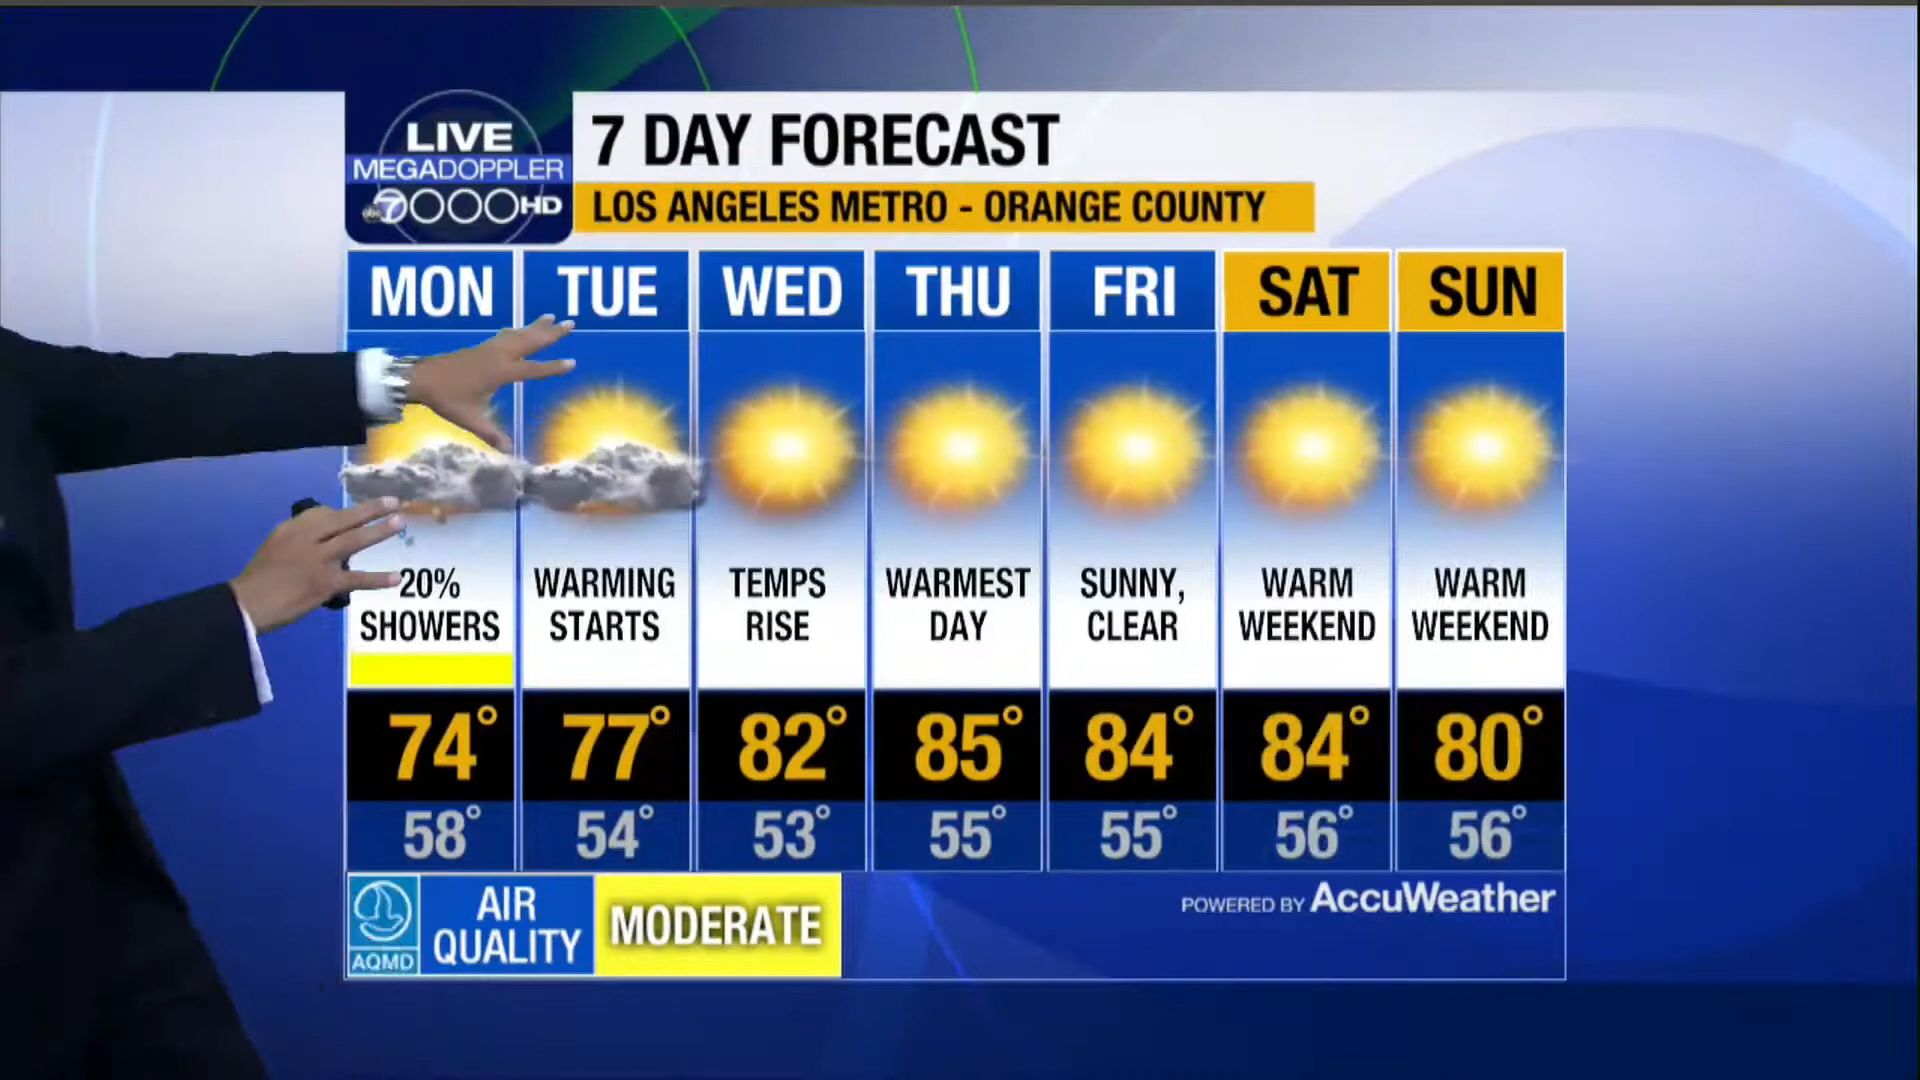 LIVE
MEGADOPPLER
7000HD
7 DAY FORECAST
LOS ANGELES METRO - ORANGE COUNTY
MON TUE WED THU FRI SAT SUN
20% WARMING TEMPS WARMEST SUNNY, WARM WARM
SHOWERS STARTS RISE DAY CLEAR WEEKEND WEEKEND
74° 77° 82° 85° 84° 84° 80°
58° 54° 53° 55° 55° 56° 56°
AQMD
AIR
QUALITY
MODERATE
POWERED BY AccuWeather